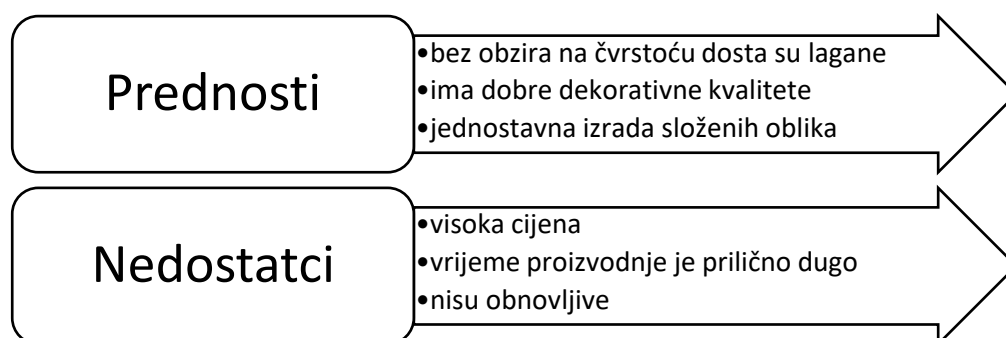 Prednosti
•bez obzira na čvrstoću dosta su lagane
•ima dobre dekorativne kvalitete
•jednostavna izrada složenih oblika
Nedostatci
•visoka cijena
•vrijeme proizvodnje je prilično dugo
•nisu obnovljive